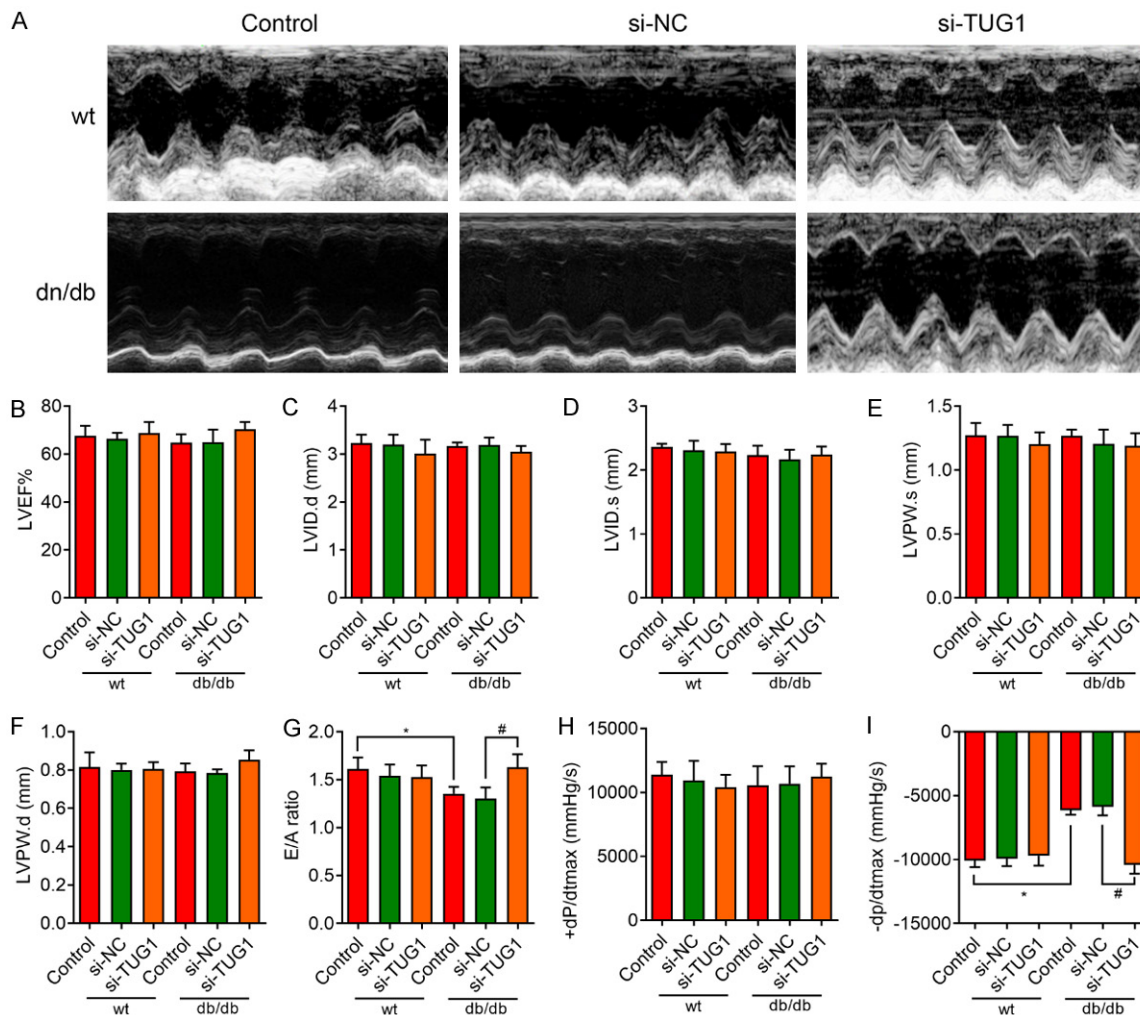 A
Control
si-NC
si-TUG1
wt
dn/db
B
LVEF%
80
60
40
20
0
Control
si-NC
si-TUG1
Control
si-NC
si-TUG1
wt
db/db
C
LVID.d (mm)
4
3
2
1
0
Control
si-NC
si-TUG1
Control
si-NC
si-TUG1
wt
db/db
D
LVID.s (mm)
3
2
1
0
Control
si-NC
si-TUG1
Control
si-NC
si-TUG1
wt
db/db
E
LVPW.s (mm)
1.5
1.0
0.5
0.0
Control
si-NC
si-TUG1
Control
si-NC
si-TUG1
wt
db/db
F
LVPW.d (mm)
1.0
0.8
0.6
0.4
0.2
0.0
Control
si-NC
si-TUG1
Control
si-NC
si-TUG1
wt
db/db
G
E/A ratio
2.0
1.5
1.0
0.5
0.0
*
#
Control
si-NC
si-TUG1
Control
si-NC
si-TUG1
wt
db/db
H
+dP/dtmax (mmHg/s)
15000
10000
5000
0
Control
si-NC
si-TUG1
Control
si-NC
si-TUG1
wt
db/db
I
-dp/dtmax (mmHg/s)
0
-5000
-10000
-15000
*
#
Control
si-NC
si-TUG1
Control
si-NC
si-TUG1
wt
db/db